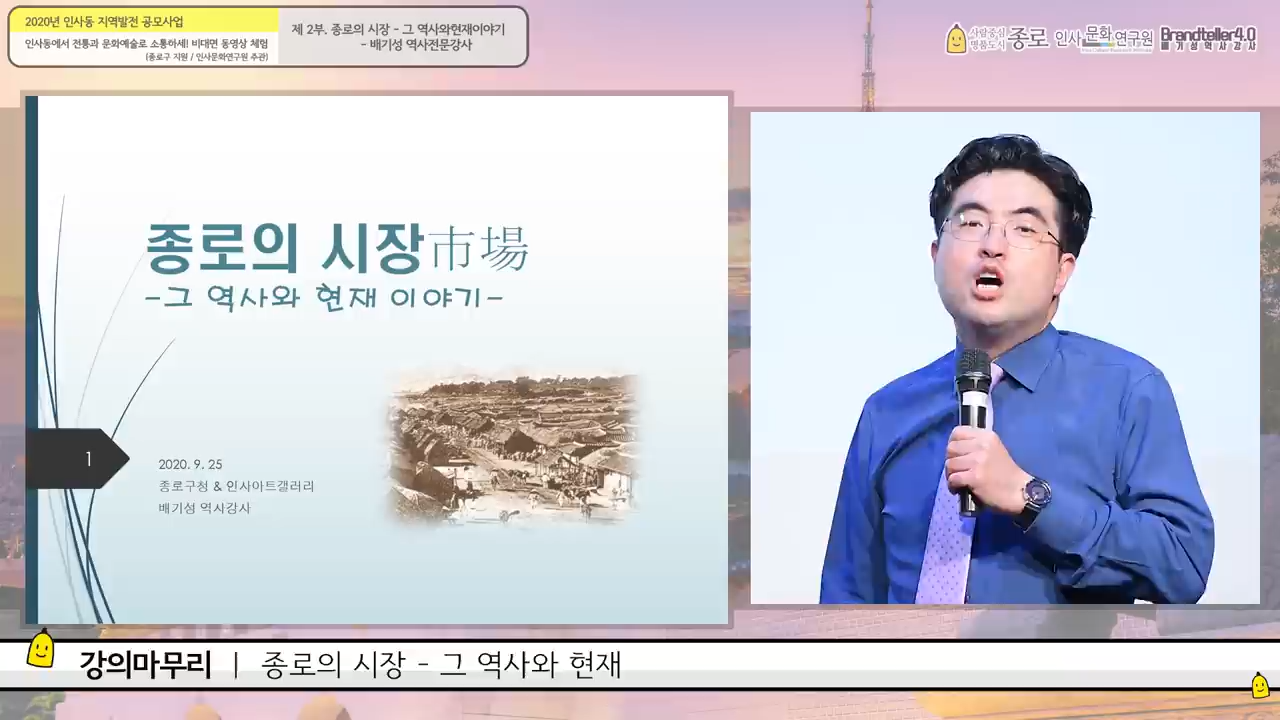 2020년 인사동 지역발전 공모사업
인사동에서 전통과 문화예술로 소통하세! 비대면 동영상 체험
(종로구 지원 / 인사문화연구원 주관)
제 2부. 종로의 시장 - 그 역사와현재이야기
- 배기성 역사전문강사
사람중심
명품도시 종로
인사문화연구원
Brandteller4.0
배기성역사강사
종로의 시장市場
-그 역사와 현재 이야기-
1
2020. 9. 25
종로구청 & 인사아트갤러리
배기성 역사강사
강의마무리 | 종로의 시장 - 그 역사와 현재